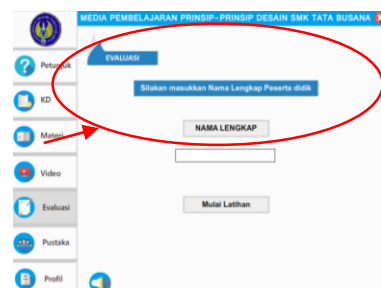 MEDIA PEMBELAJARAN PRINSIP-PRINSIP DESAIN SMK TATA BUSANA
Petunjuk
EVALUASI
Silakan masukkan Nama Lengkap Peserta didik
KD
NAMA LENGKAP
Materi
Video
Evaluasi
Mulai Latihan
Pustaka
Profil